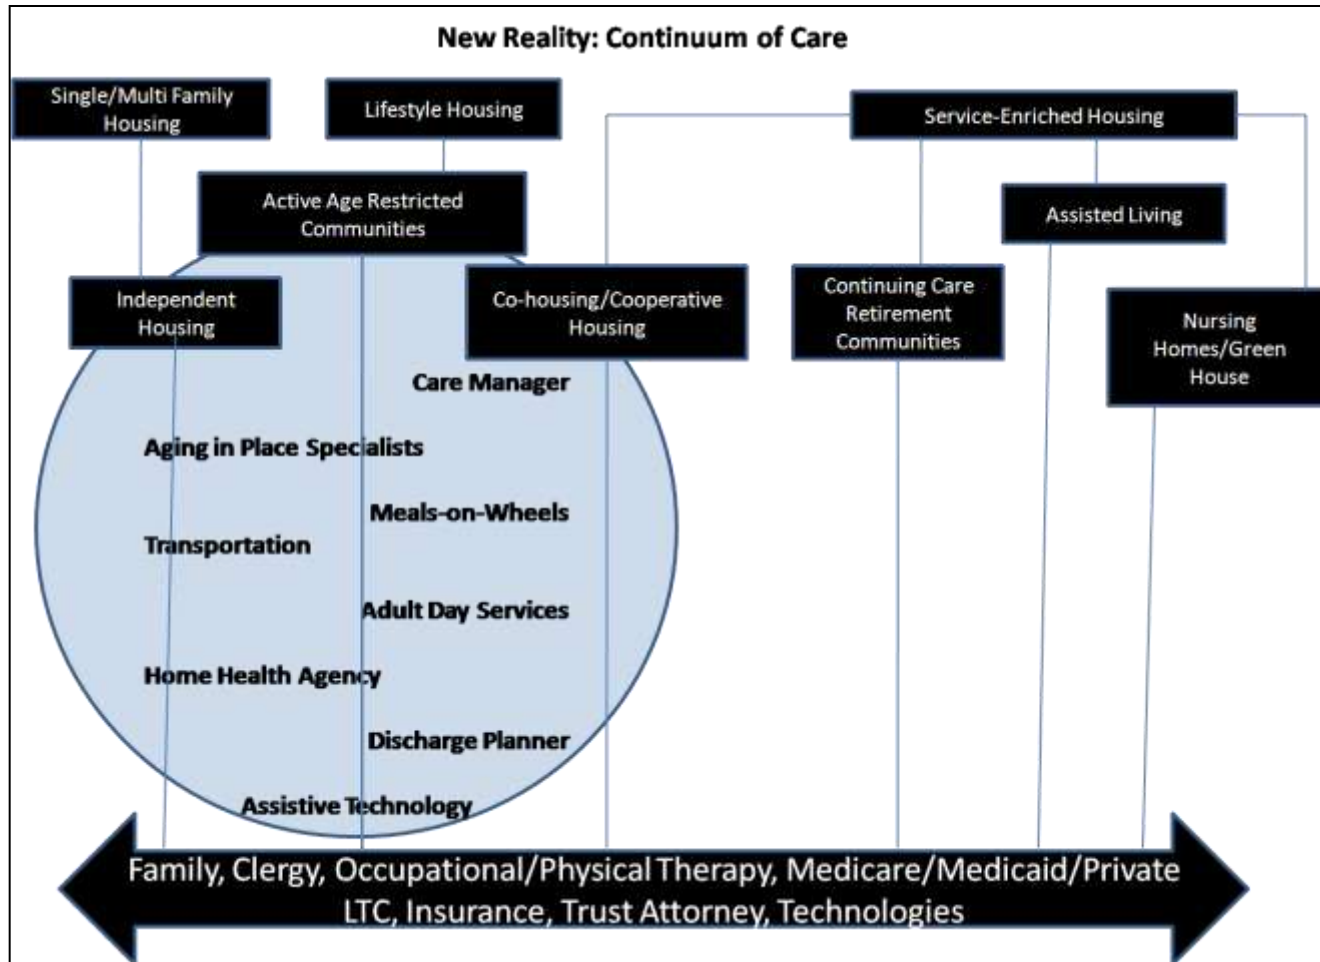 New Reality: Continuum of Care
Single/Multi Family
Housing
Lifestyle Housing
Service-Enriched Housing
Active Age Restricted
Communities
Assisted Living
Independent
Housing
Co-housing/Cooperative
Housing
Continuing Care
Retirement
Communities
Nursing
Homes/Green
House
Care Manager
Aging in Place Specialists
Meals-on-Wheels
Transportation
Adult Day Services
Home Health Agency
Discharge Planner
Assistive Technology
Family, Clergy, Occupational/Physical Therapy, Medicare/Medicaid/Private
LTC, Insurance, Trust Attorney, Technologies